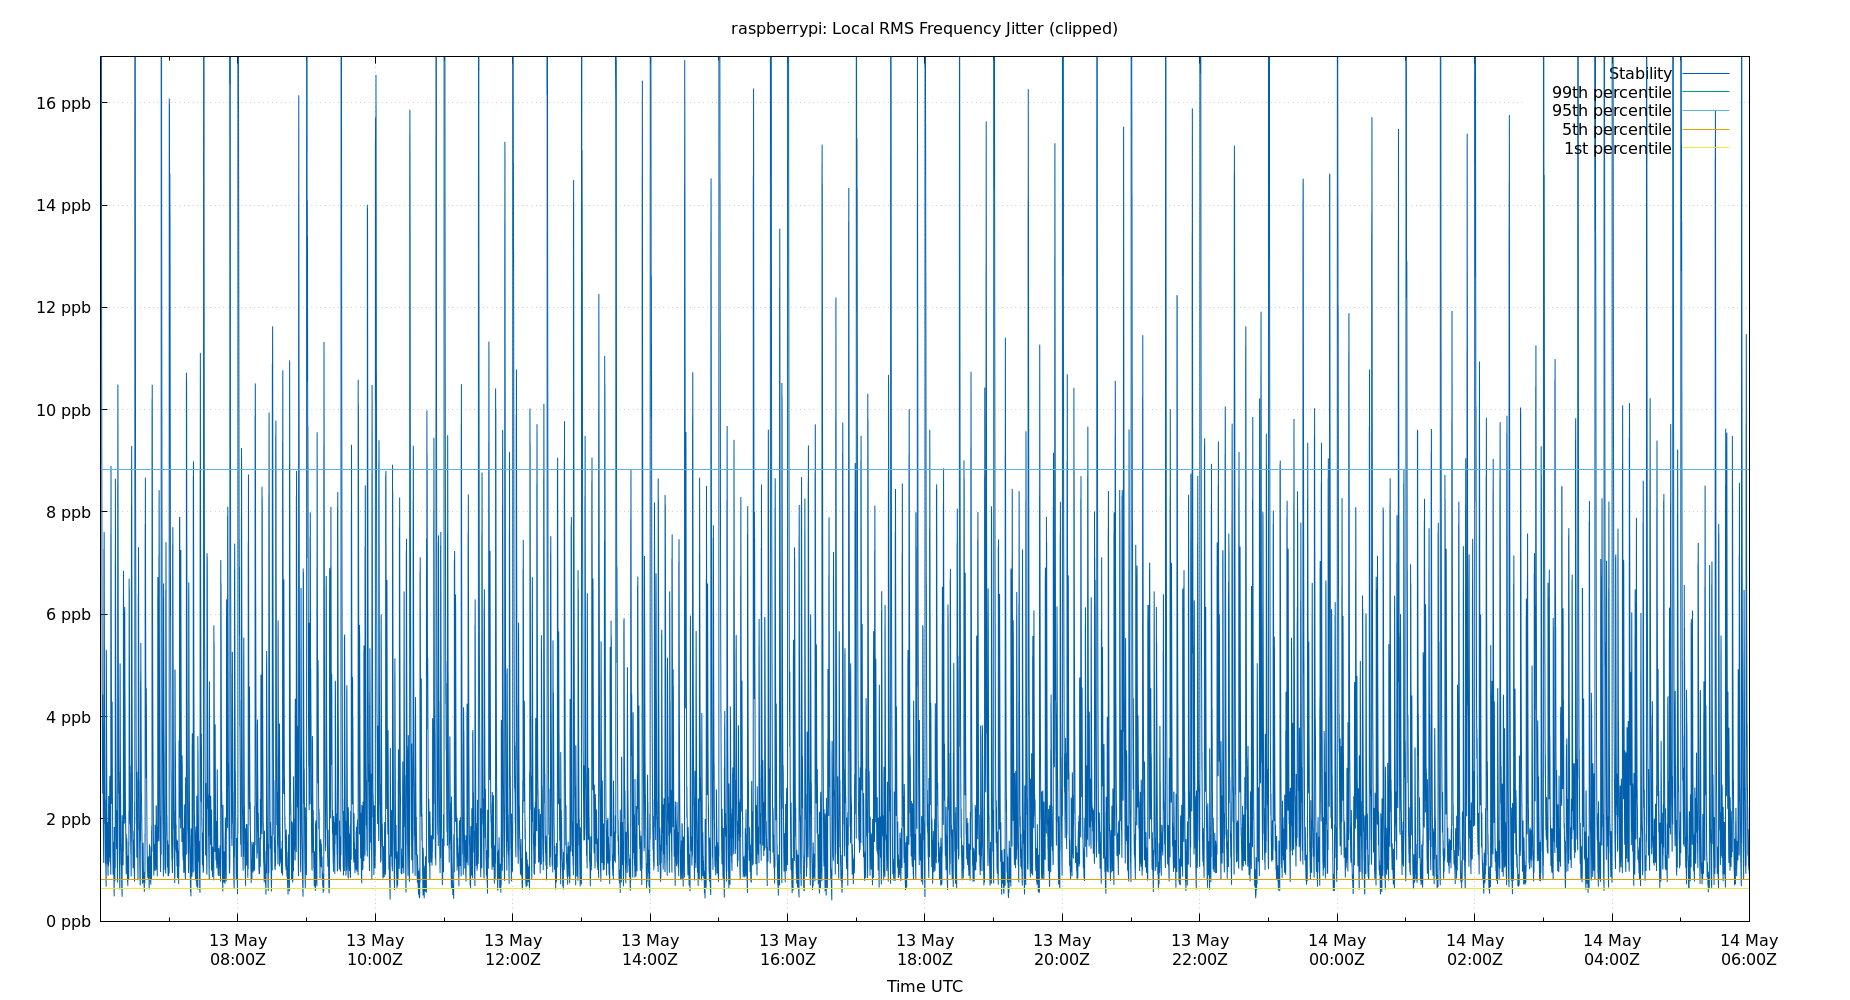 raspberrypi: Local RMS Frequency Jitter (clipped)
Stability
99th percentile
95th percentile
5th percentile
1st percentile
16 ppb
14 ppb
12 ppb
10 ppb
8 ppb
6 ppb
4 ppb
2 ppb
0 ppb
13 May 13 May 13 May 13 May 13 May 13 May 13 May 13 May 14 May 14 May 14 May 14 May
08:00Z 10:00Z 12:00Z 14:00Z 16:00Z 18:00Z 20:00Z 22:00Z 00:00Z 02:00Z 04:00Z 06:00Z
Time UTC